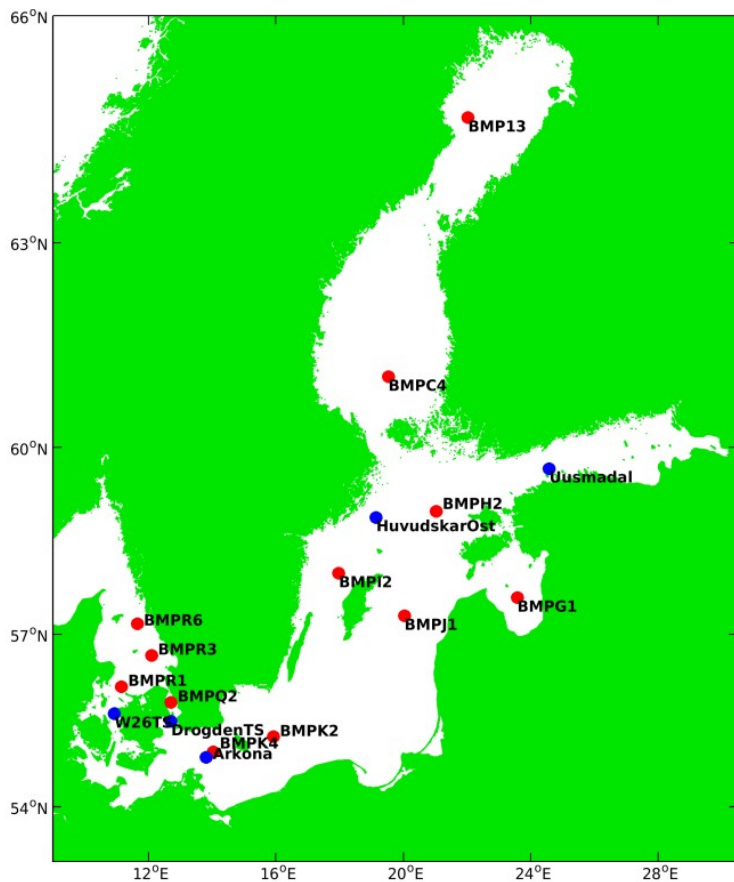 66°N
BMP13
63°N
BMPC4
60°N
Uusmadal
BMPH2
HuvudskarOst
BMPI2
BMPG1
BMPJ1
57°N
BMPR6
BMPR3
BMPR1
BMPQ2
W26TS
DrogdenTS
BMPK2
BMPK4
Arkona
54°N
12°E 16°E 20°E 24°E 28°E